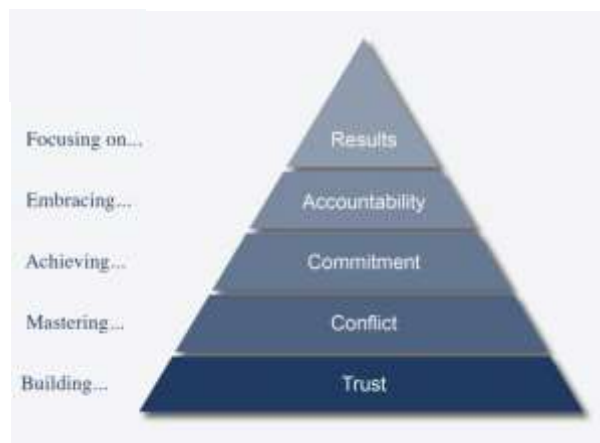 Focusing on... Results
Embracing... Accountability
Achieving... Commitment
Mastering... Conflict
Building... Trust